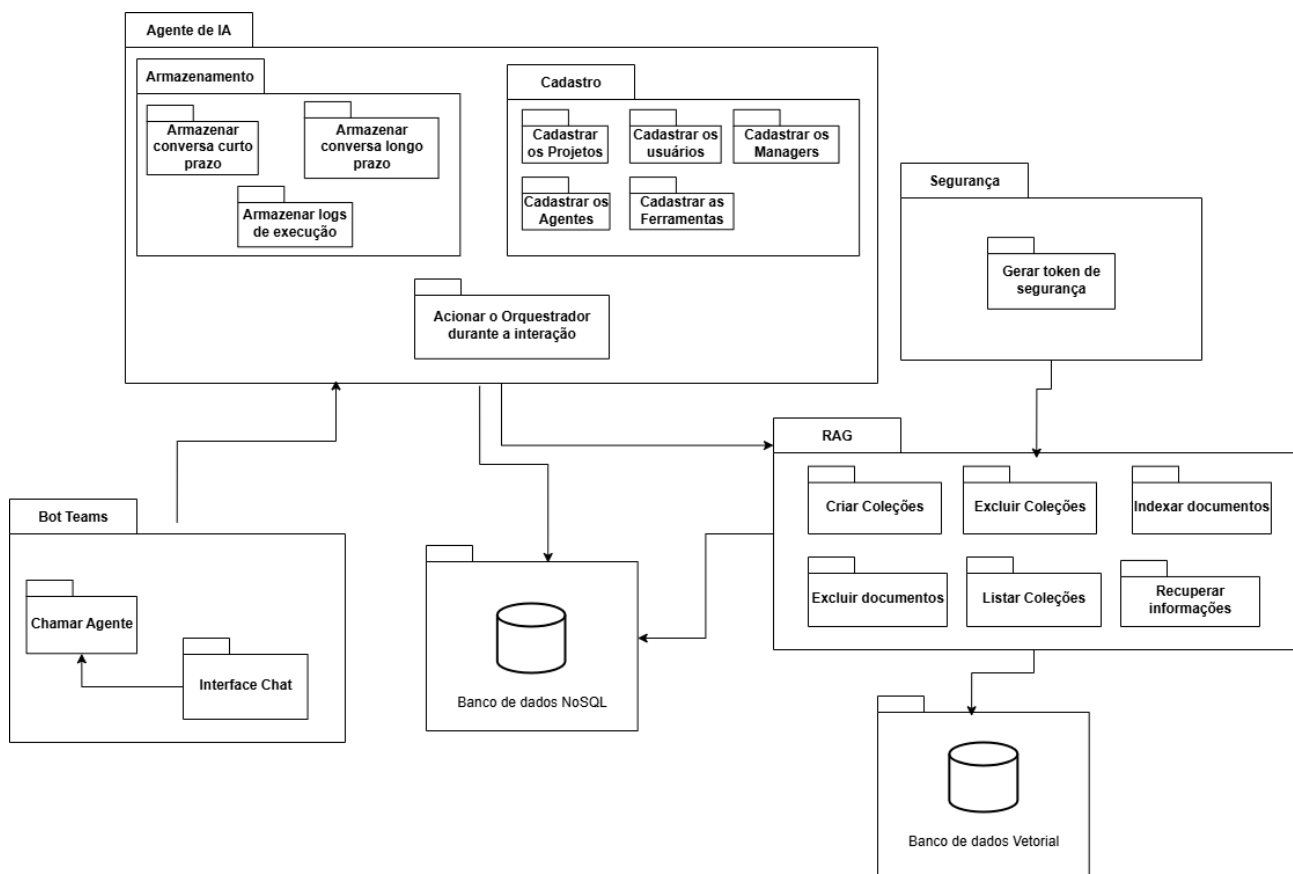 Agente de IA
Armazenamento
Armazenar
conversa curto
prazo
Armazenar
conversa longo
prazo
Armazenar logs
de execução
Cadastro
Cadastrar
os Projetos
Cadastrar os
usuários
Cadastrar os
Managers
Cadastrar os
Agentes
Cadastrar as
Ferramentas
Acionar o Orquestrador
durante a interação
Segurança
Gerar token de
segurança
RAG
Criar Coleções
Excluir Coleções
Indexar documentos
Excluir documentos
Listar Coleções
Recuperar
informações
Bot Teams
Chamar Agente
Interface Chat
Banco de dados NoSQL
Banco de dados Vetorial